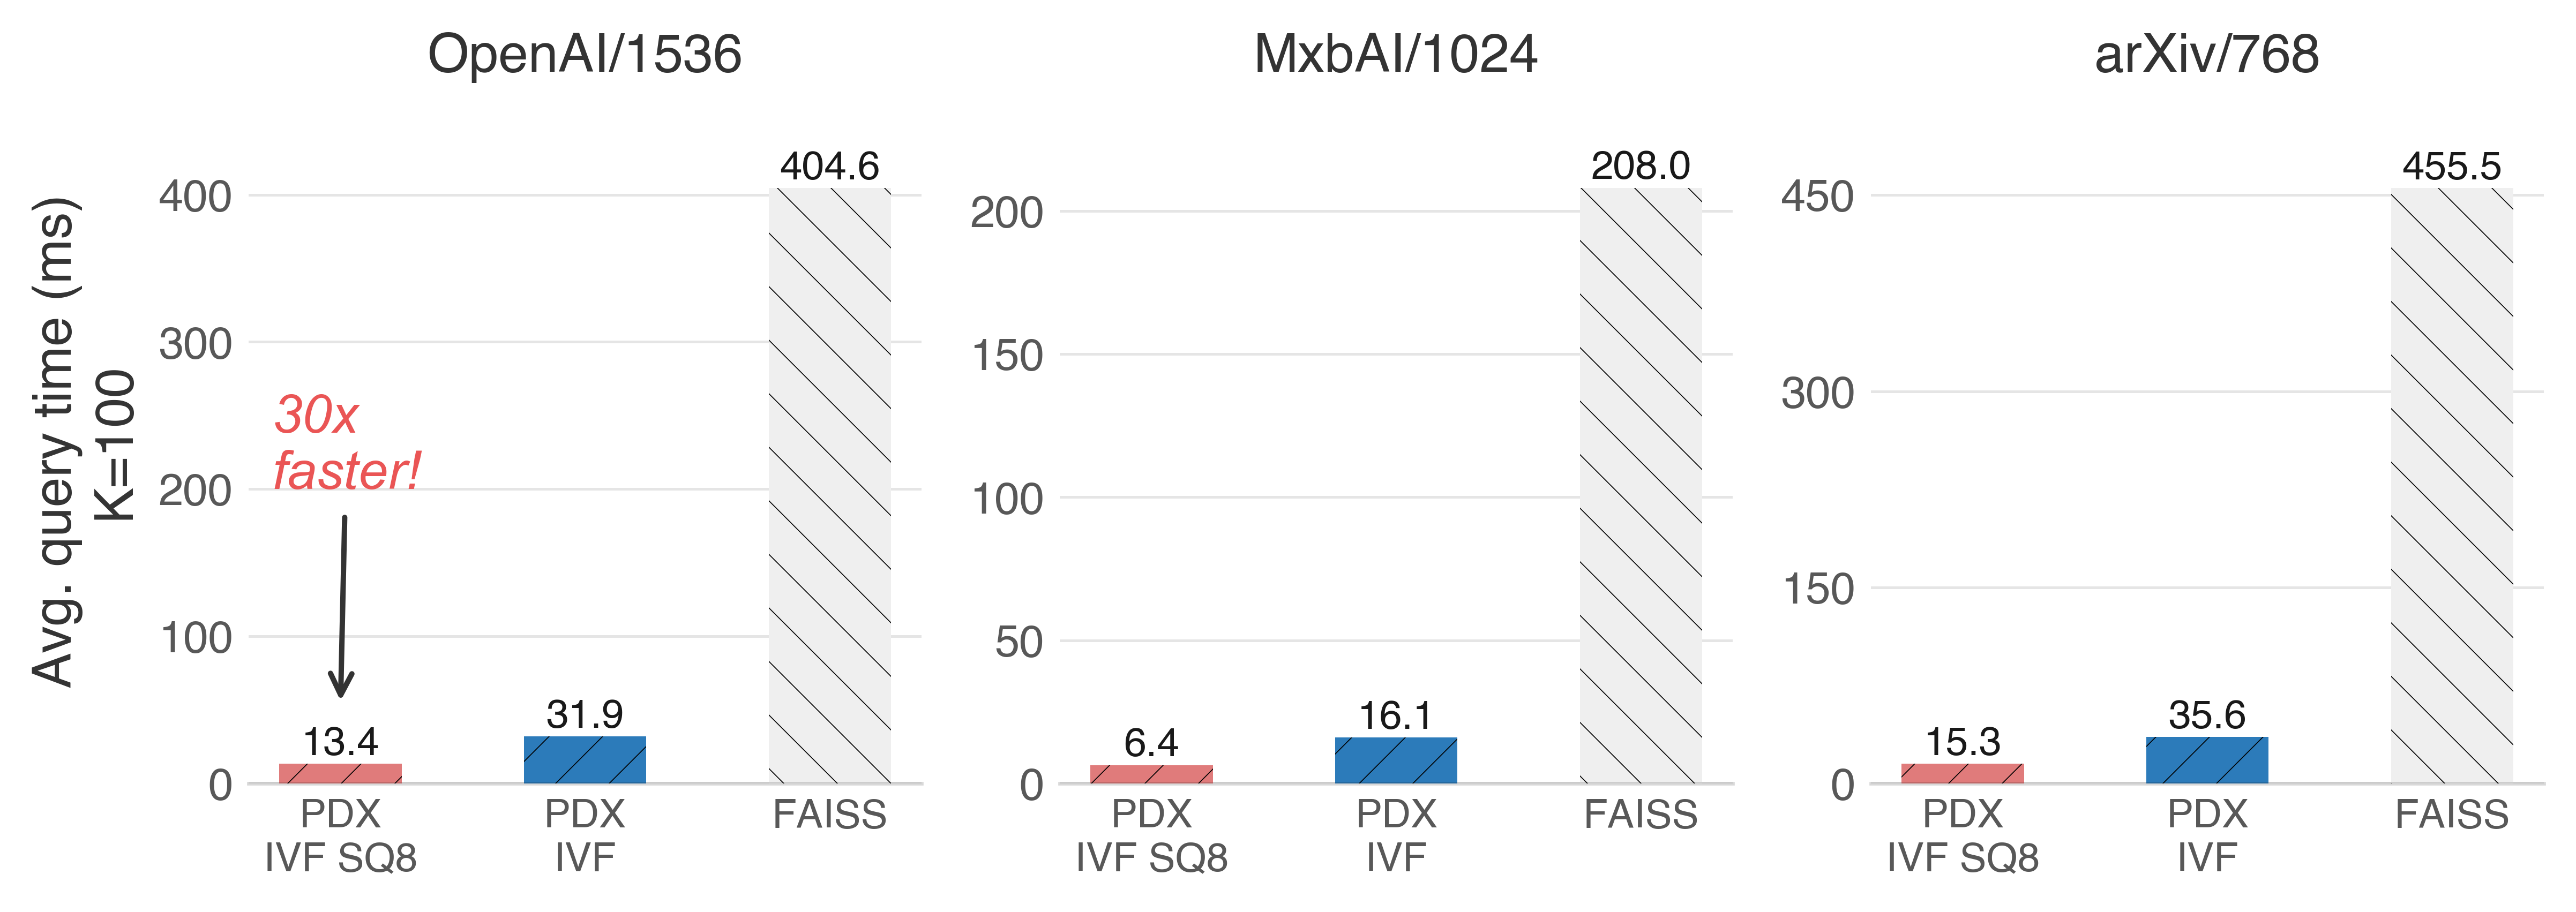 OpenAI/1536
MxbAI/1024
arXiv/768
Avg. query time (ms)
K=100
400
300
200
100
0
30x
faster!
13.4
31.9
404.6
PDX
IVF SQ8
PDX
IVF
FAISS
200
150
100
50
0
6.4
16.1
208.0
PDX
IVF SQ8
PDX
IVF
FAISS
450
300
150
0
15.3
35.6
455.5
PDX
IVF SQ8
PDX
IVF
FAISS